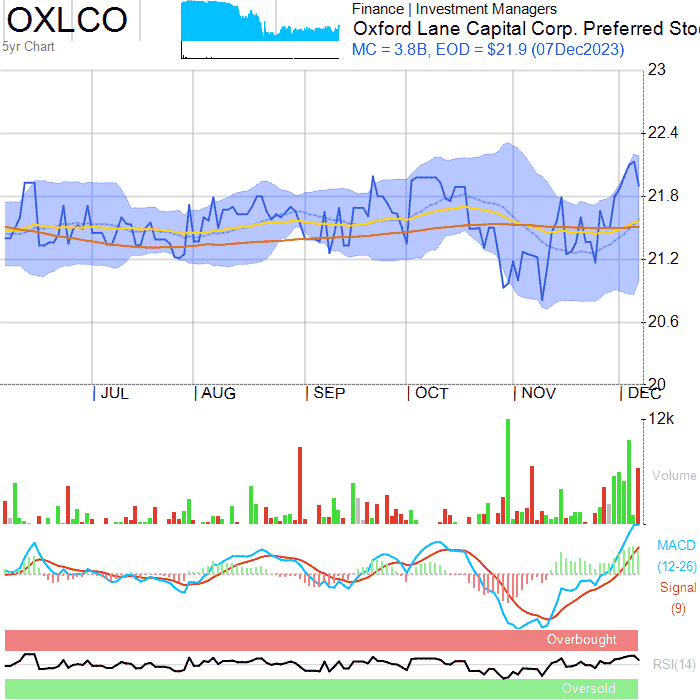 OXLCO
5yr Chart
Finance | Investment Managers
Oxford Lane Capital Corp. Preferred Sto
MC = 3.8B, EOD = $21.9 (07Dec2023)
23
22.4
21.8
21.2
20.6
20
JUL AUG SEP OCT NOV DEC
12k
Volume
MACD
(12-26)
Signal
(9)
Overbought
RSI(14)
Oversold